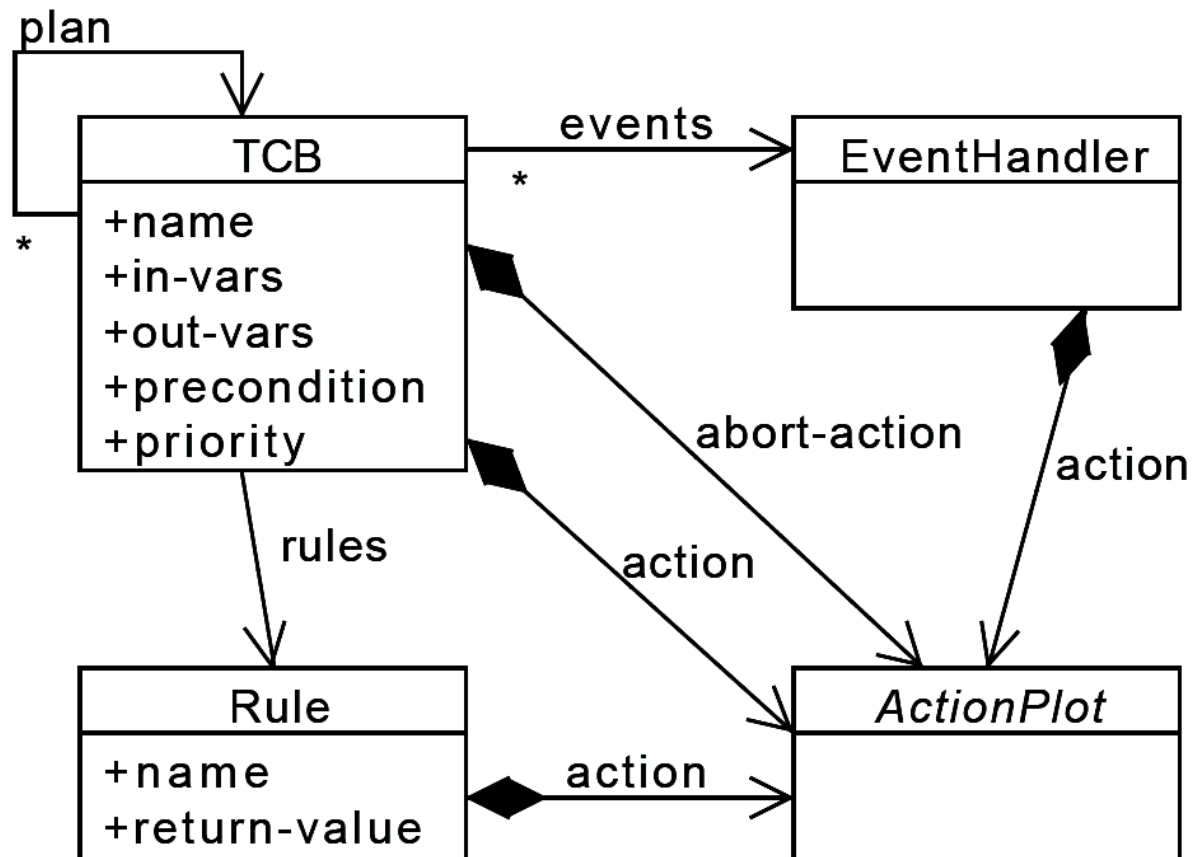 plan
events
TCB
EventHandler
*
+name
*
+in-vars
+out-vars
+precondition
abort-action
+priority
action
rules
action
Rule
ActionPlot
+name
action
+return-value